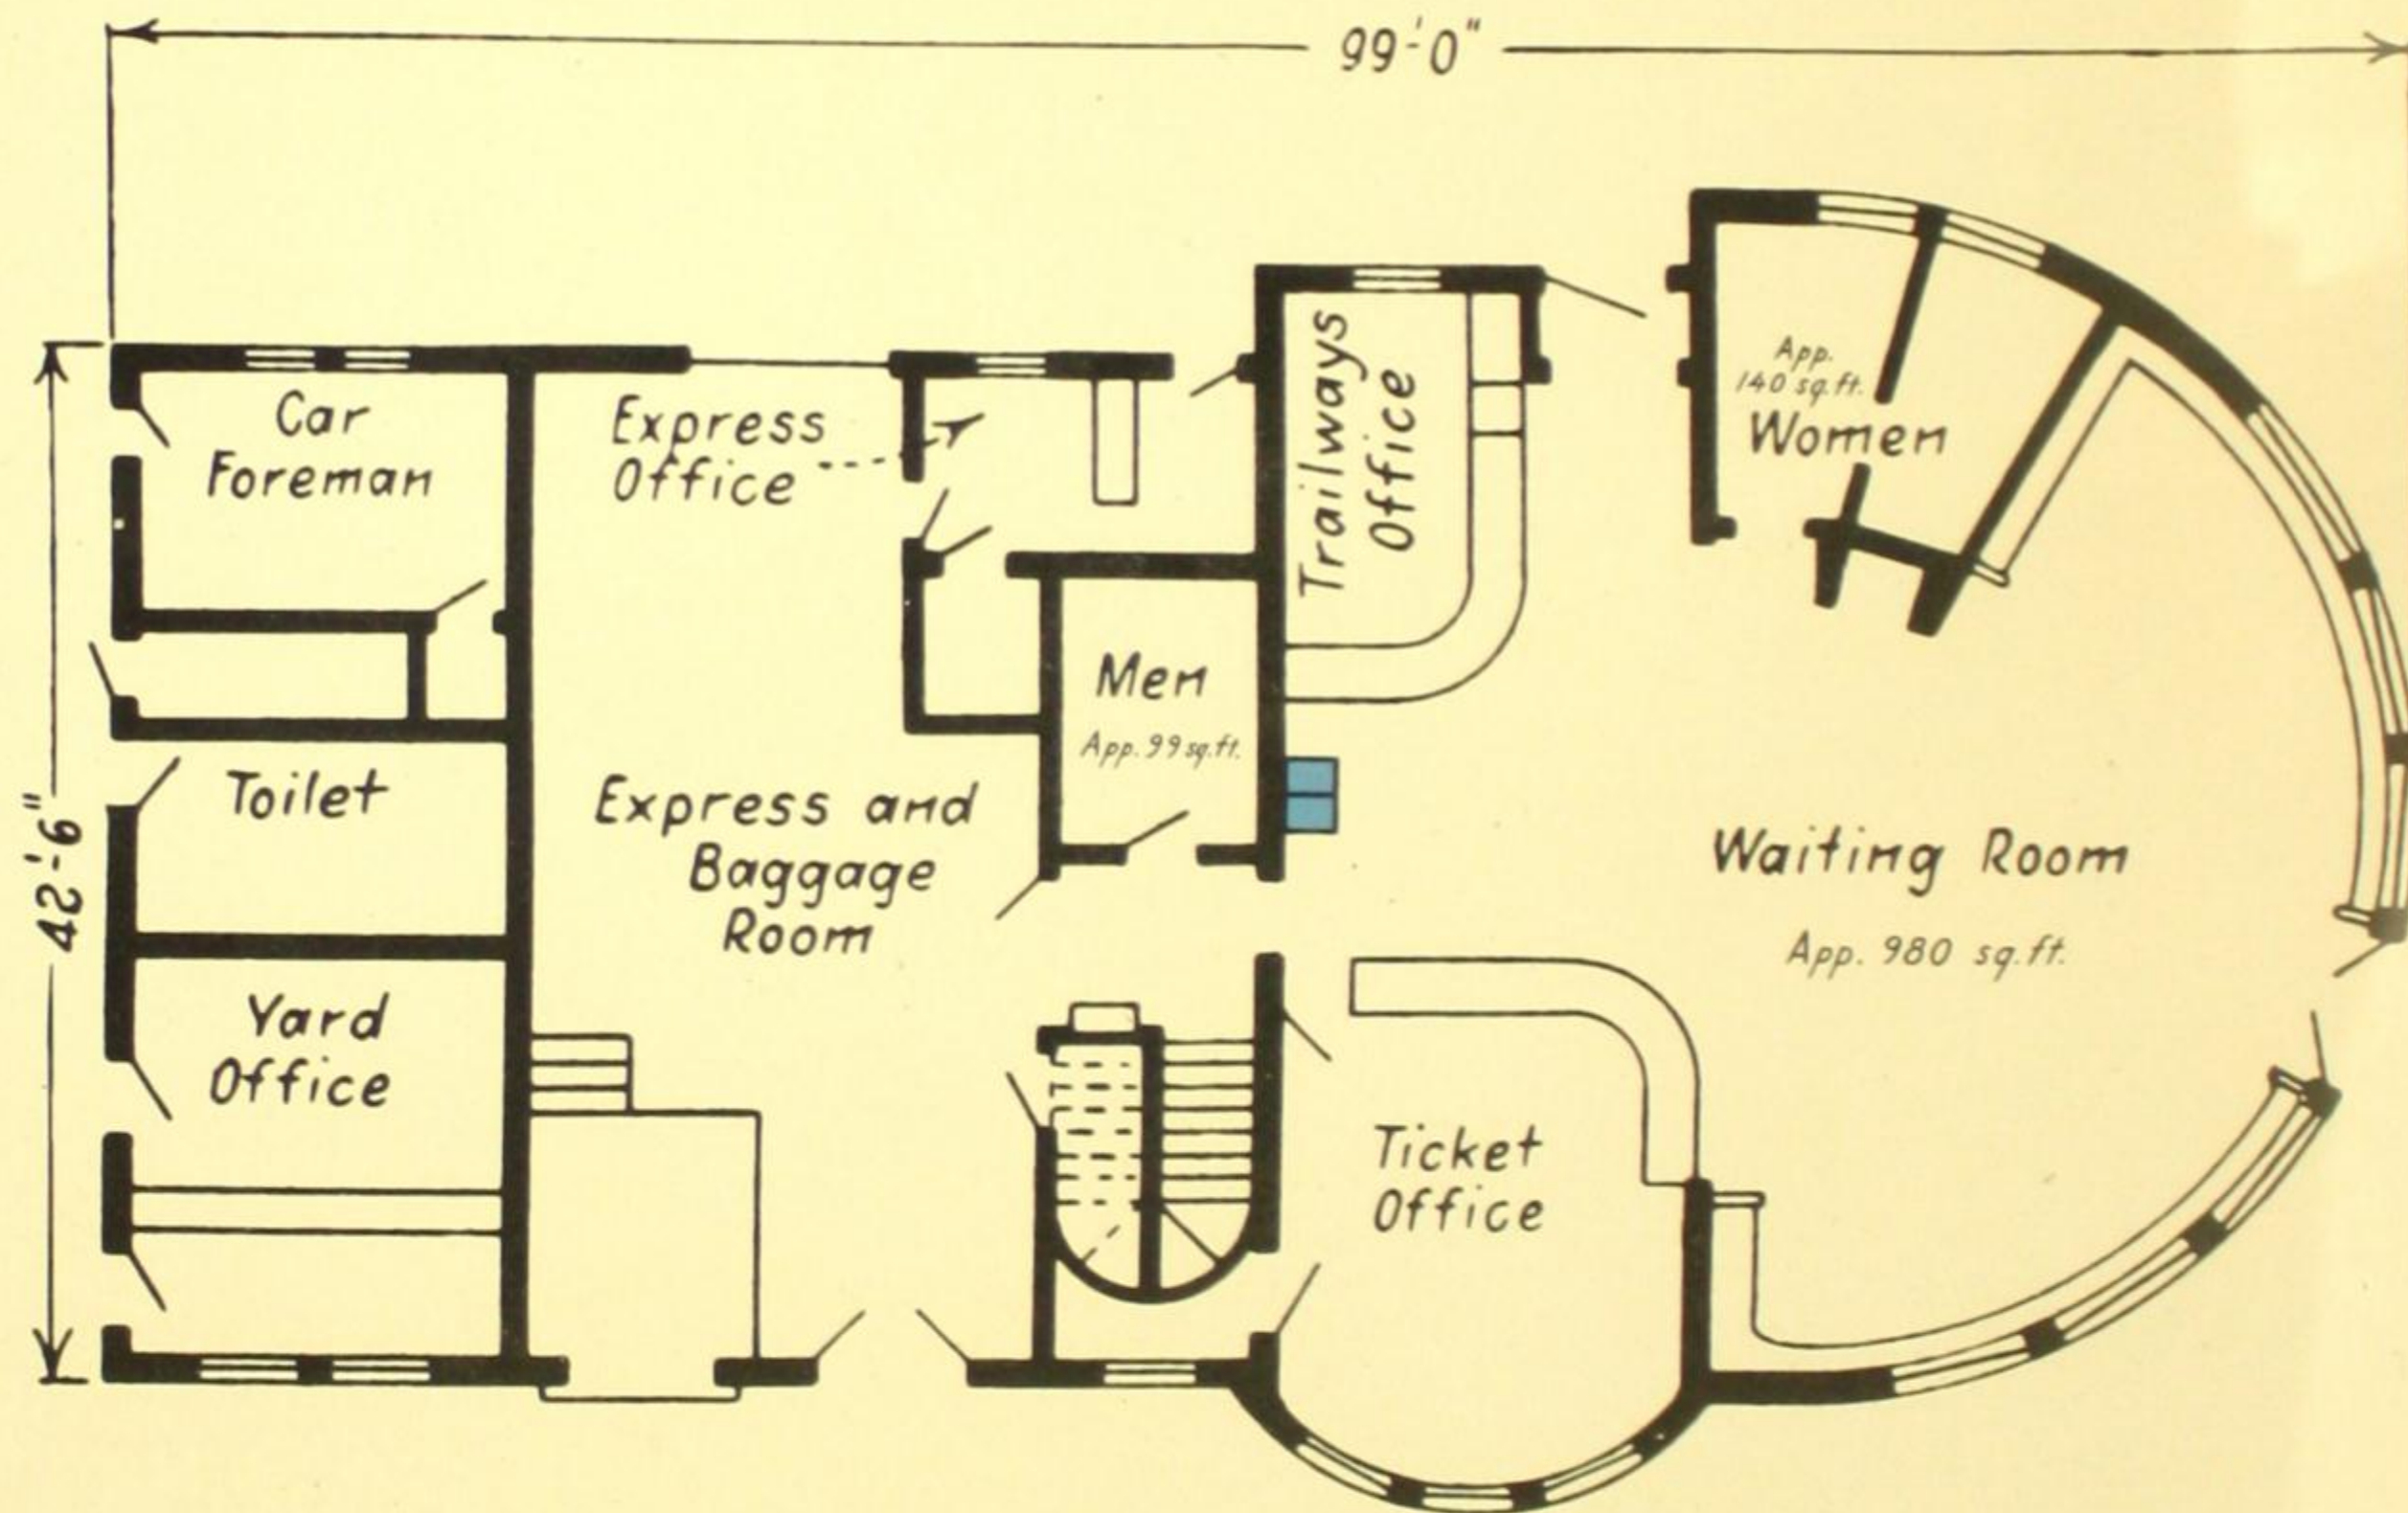 99'-0"
42'-6"
Car
Foreman
Express
Office
Trailways
Office
App.
140 sq.ft.
Women
Men
App. 99 sq.ft.
Toilet
Express and
Baggage
Room
Waiting Room
App. 980 sq.ft.
Yard
Office
Ticket
Office